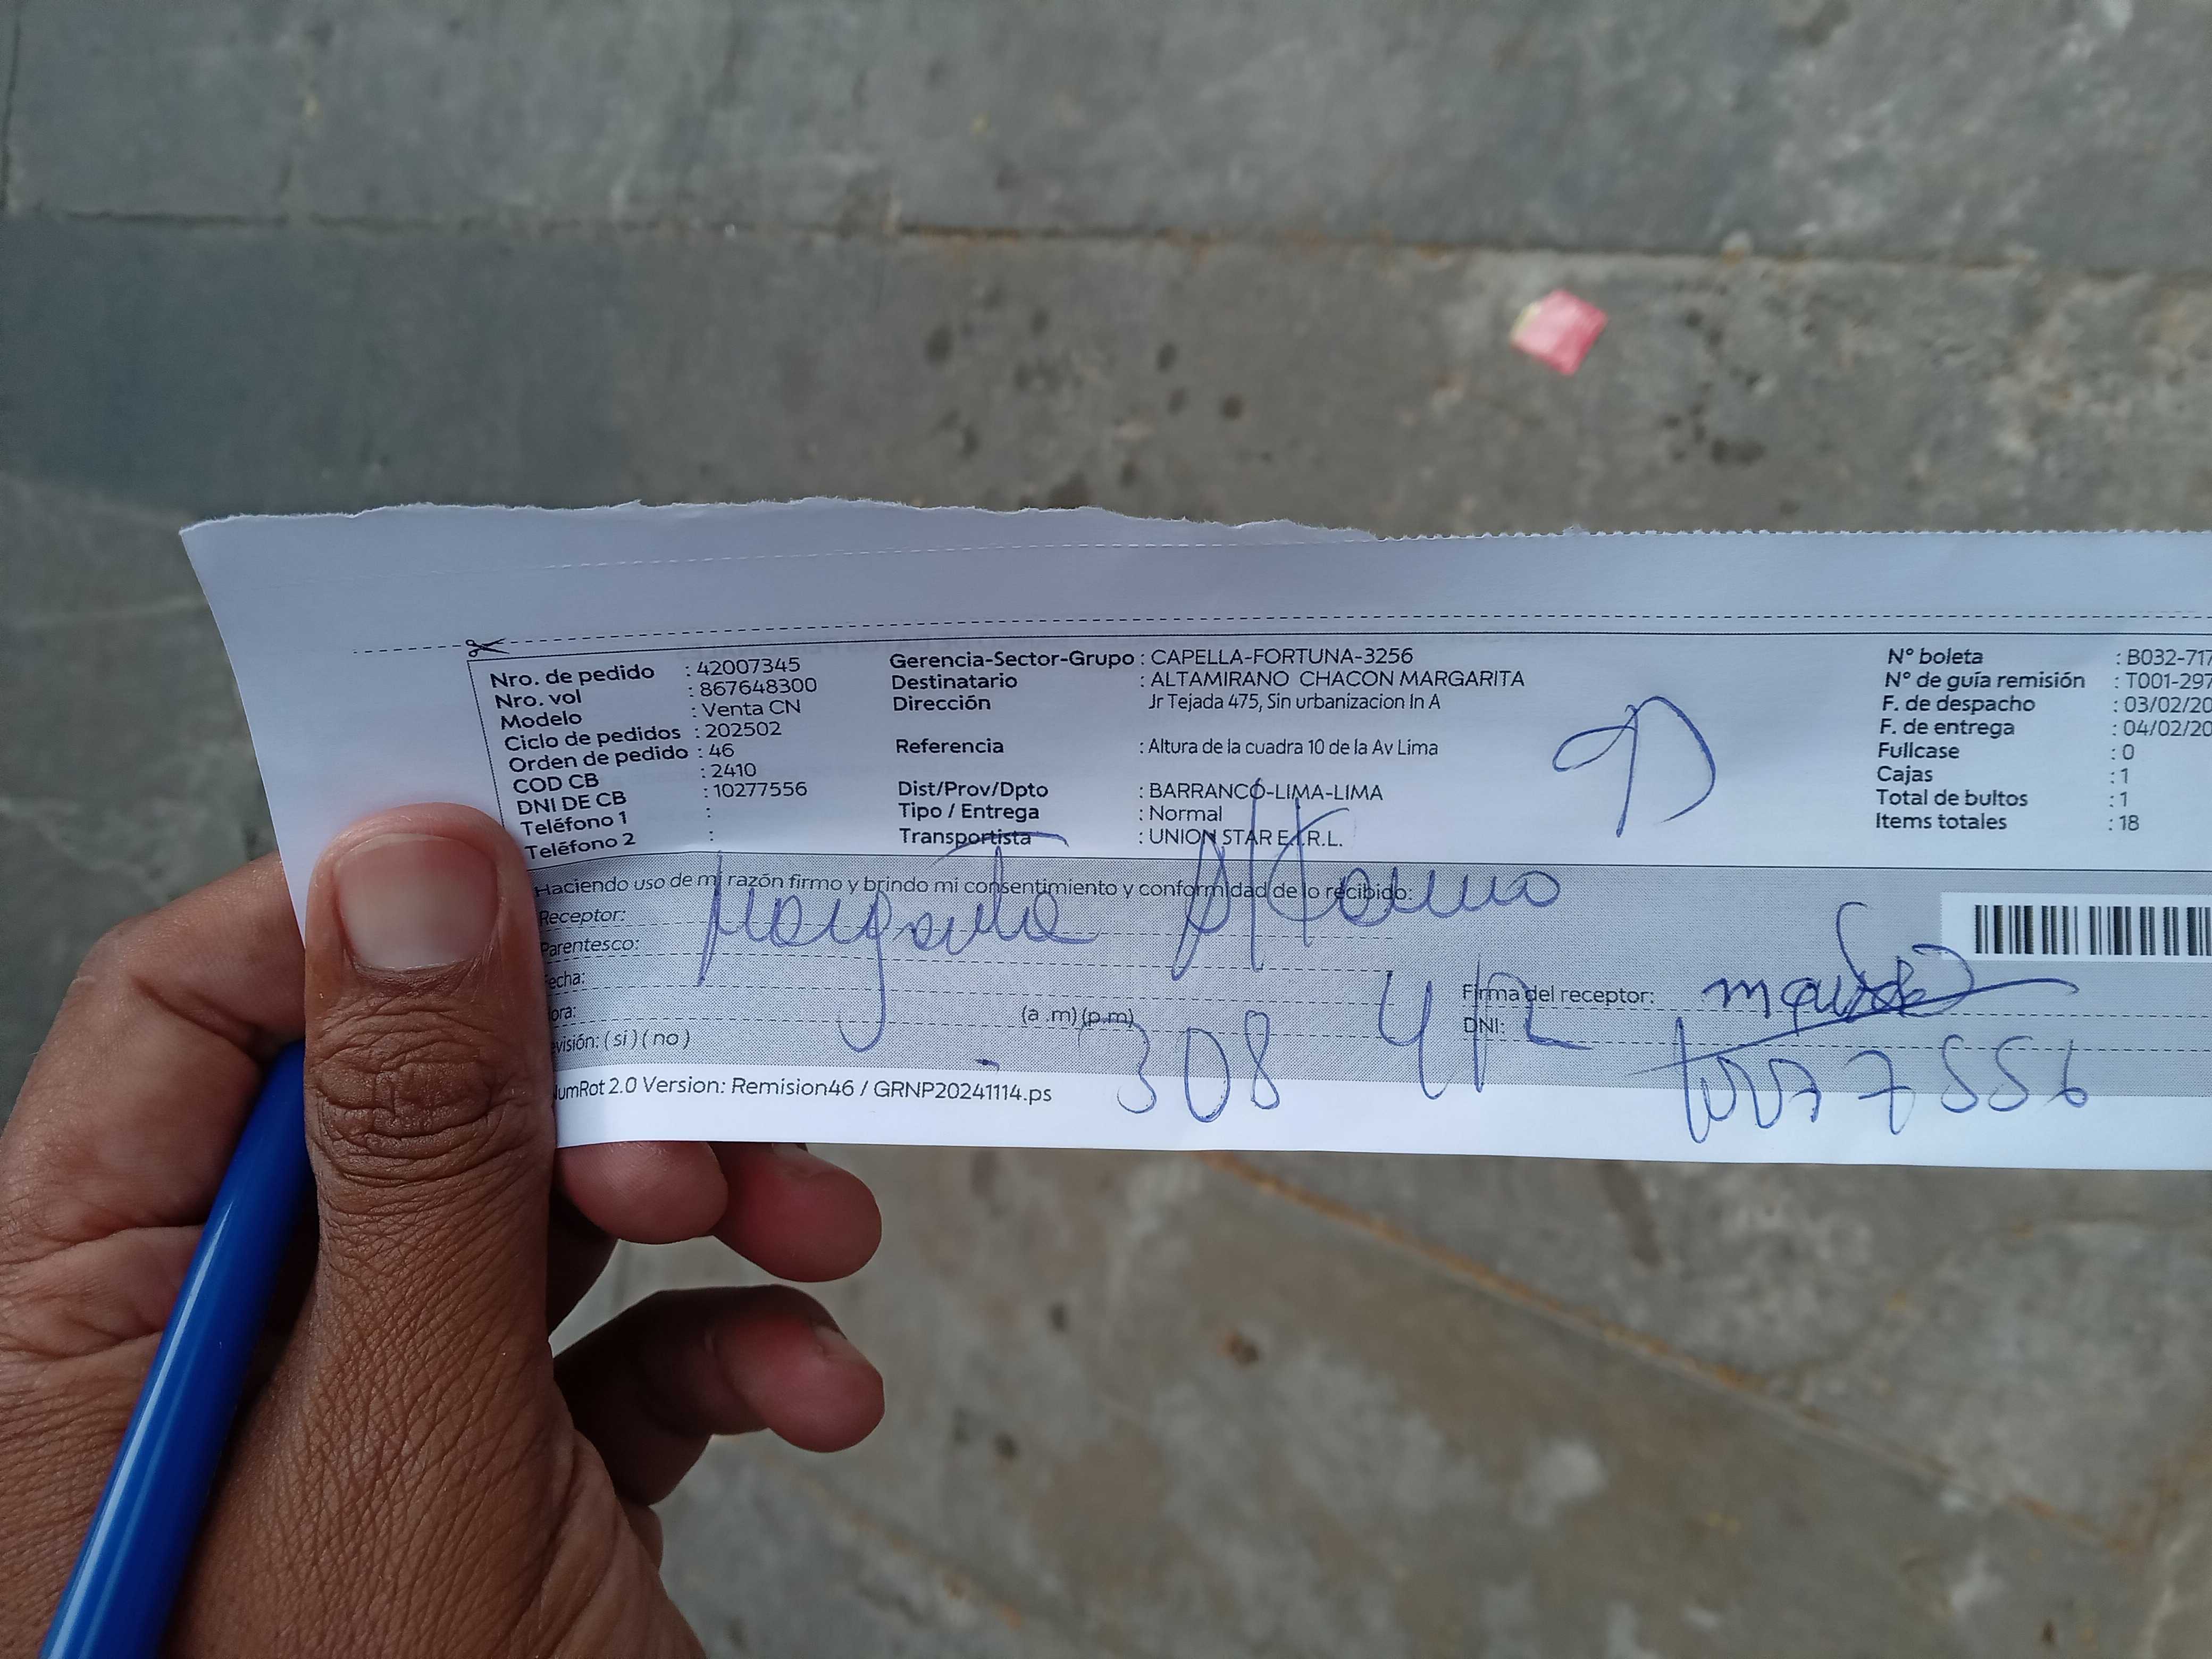 Nro. de pedido : 42007345
Nro. vol : 867648300
Modelo : Venta CN
Ciclo de pedidos : 202502
Orden de pedido : 46
COD CB : 2410
DNI DE CB : 10277556
Teléfono 1 :
Teléfono 2 :
Gerencia-Sector-Grupo : CAPELLA-FORTUNA-3256
Destinatario : ALTAMIRANO CHACON MARGARITA
Dirección Jr Tejada 475, Sin urbanizacion In A
Referencia : Altura de la cuadra 10 de la Av Lima
Dist/Prov/Dpto : BARRANCO-LIMA-LIMA
Tipo / Entrega : Normal
Transportista : UNION STAR E.I.R.L.
N° boleta : B032-717
N° de guía remisión : T001-297
F. de despacho : 03/02/20
F. de entrega : 04/02/20
Fullcase : 0
Cajas : 1
Total de bultos : 1
Items totales : 18
Haciendo uso de mi razón firmo y brindo mi consentimiento y conformidad de lo recibido:
Receptor:
Parentesco:
echa:
ora: (a .m) (p.m)
evisión: ( si ) ( no )
Firma del receptor:
DNI:
308
7556
umRot 2.0 Version: Remision46 / GRNP20241114.ps